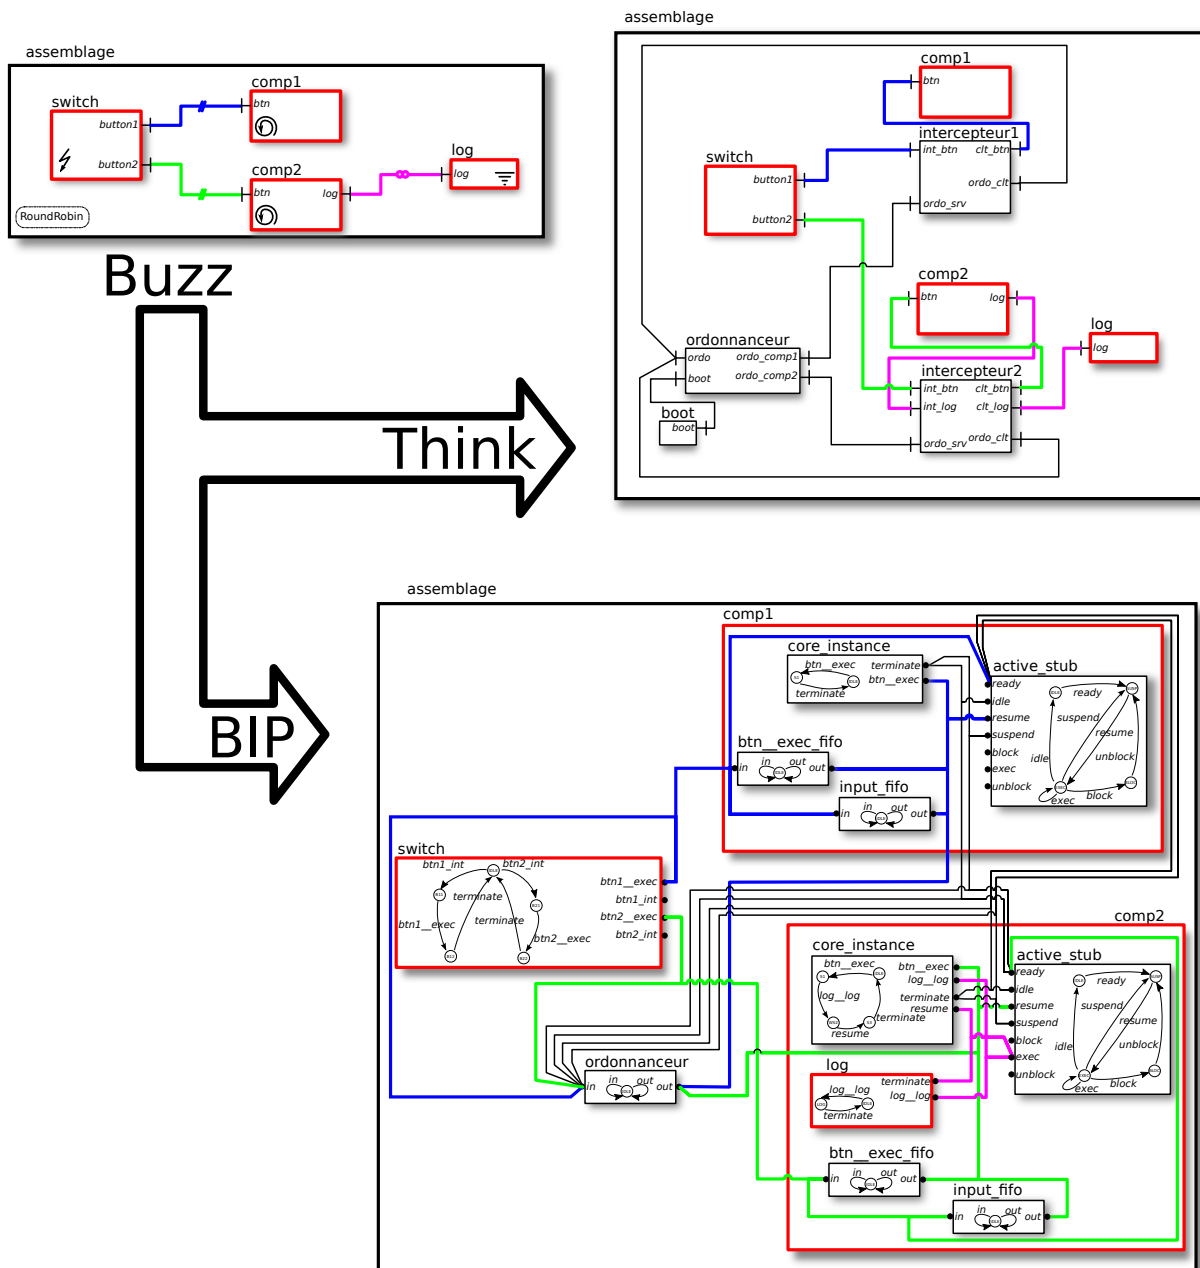 assemblage
switch
button1
button2
comp1
btn
comp2
btn
log
log
log
RoundRobin
Buzz
Think
BIP
assemblage
comp1
btn
intercepteur1
int_btn
clt_btn
ordo_clt
ordo_srv
switch
button1
button2
comp2
btn
log
log
log
ordonnanceur
ordo
ordo_comp1
boot
ordo_comp2
boot
boot
intercepteur2
int_btn
clt_btn
int_log
clt_log
ordo_srv
ordo_clt
assemblage
comp1
core_instance
btn_exec
terminate
terminate
btn__exec
active_stub
ready
idle
resume
suspend
block
exec
unblock
ready
suspend
resume
unblock
idle
exec
block
btn__exec_fifo
in
in
out
out
input_fifo
in
in
out
out
switch
btn1_int
btn2_int
terminate
btn1__exec
terminate
btn2__exec
btn1__exec
btn1_int
btn2__exec
btn2_int
ordonnanceur
in
in
out
out
comp2
core_instance
btn__exec
log__log
resume
terminate
btn__exec
log__log
terminate
resume
active_stub
ready
idle
resume
suspend
block
exec
unblock
ready
suspend
resume
unblock
idle
exec
block
log
log__log
terminate
terminate
log__log
btn__exec_fifo
in
in
out
out
input_fifo
in
in
out
out